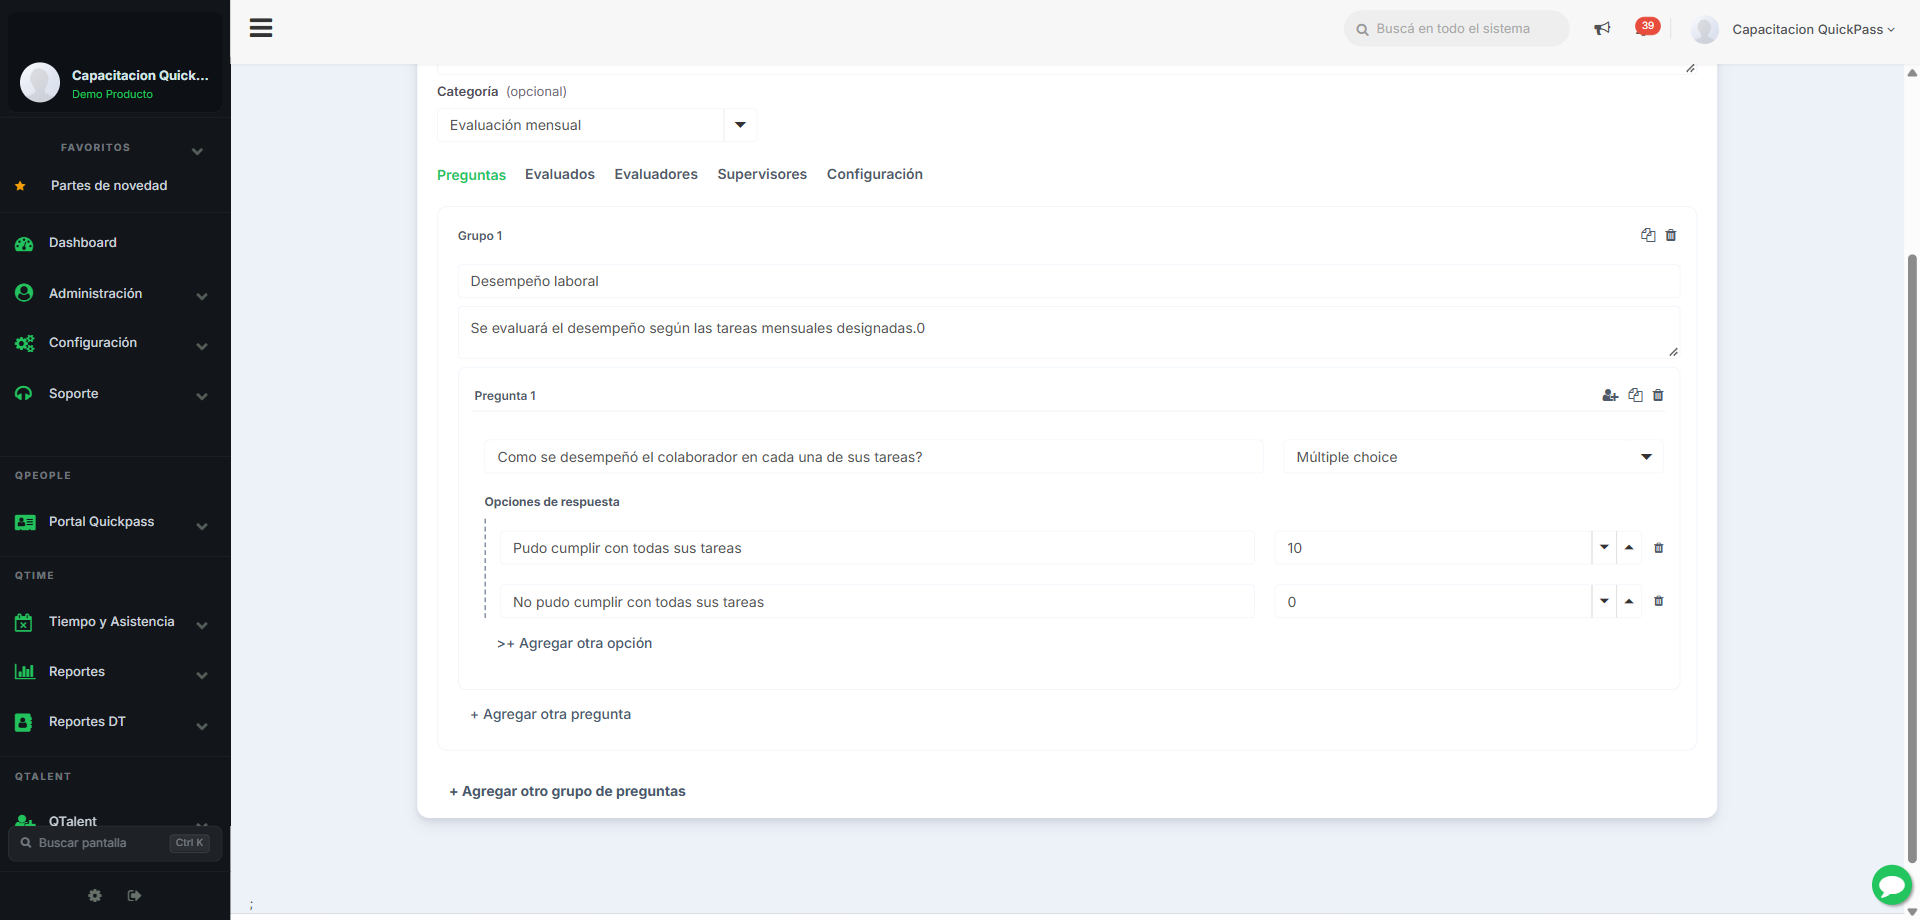 Capacitacion Quick...
Demo Producto
FAVORITOS
Partes de novedad
Dashboard
Administración
Configuración
Soporte
QPEOPLE
Portal Quickpass
QTIME
Tiempo y Asistencia
Reportes
Reportes DT
QTALENT
QTalent
Buscar pantalla
Ctrl K
Buscá en todo el sistema
39
Capacitacion QuickPass
Categoría (opcional)
Evaluación mensual
Preguntas Evaluados Evaluadores Supervisores Configuración
Grupo 1
Desempeño laboral
Se evaluará el desempeño según las tareas mensuales designadas.0
Pregunta 1
Como se desempeñó el colaborador en cada una de sus tareas?
Múltiple choice
Opciones de respuesta
Pudo cumplir con todas sus tareas
10
No pudo cumplir con todas sus tareas
0
>+ Agregar otra opción
+ Agregar otra pregunta
+ Agregar otro grupo de preguntas
;